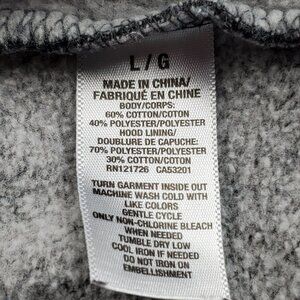 L/G
MADE IN CHINA/
FABRIQUÉ EN CHINE
BODY/CORPS:
60% COTTON/COTON
40% POLYESTER/POLYESTER
HOOD LINING/
DOUBLURE DE CAPUCHE:
70% POLYESTER/POLYESTER
30% COTTON/COTON
RN121726 CA53201
TURN GARMENT INSIDE OUT
MACHINE WASH COLD WITH
LIKE COLORS
GENTLE CYCLE
ONLY NON-CHLORINE BLEACH
WHEN NEEDED
TUMBLE DRY LOW
COOL IRON IF NEEDED
DO NOT IRON ON
EMBELLISHMENT